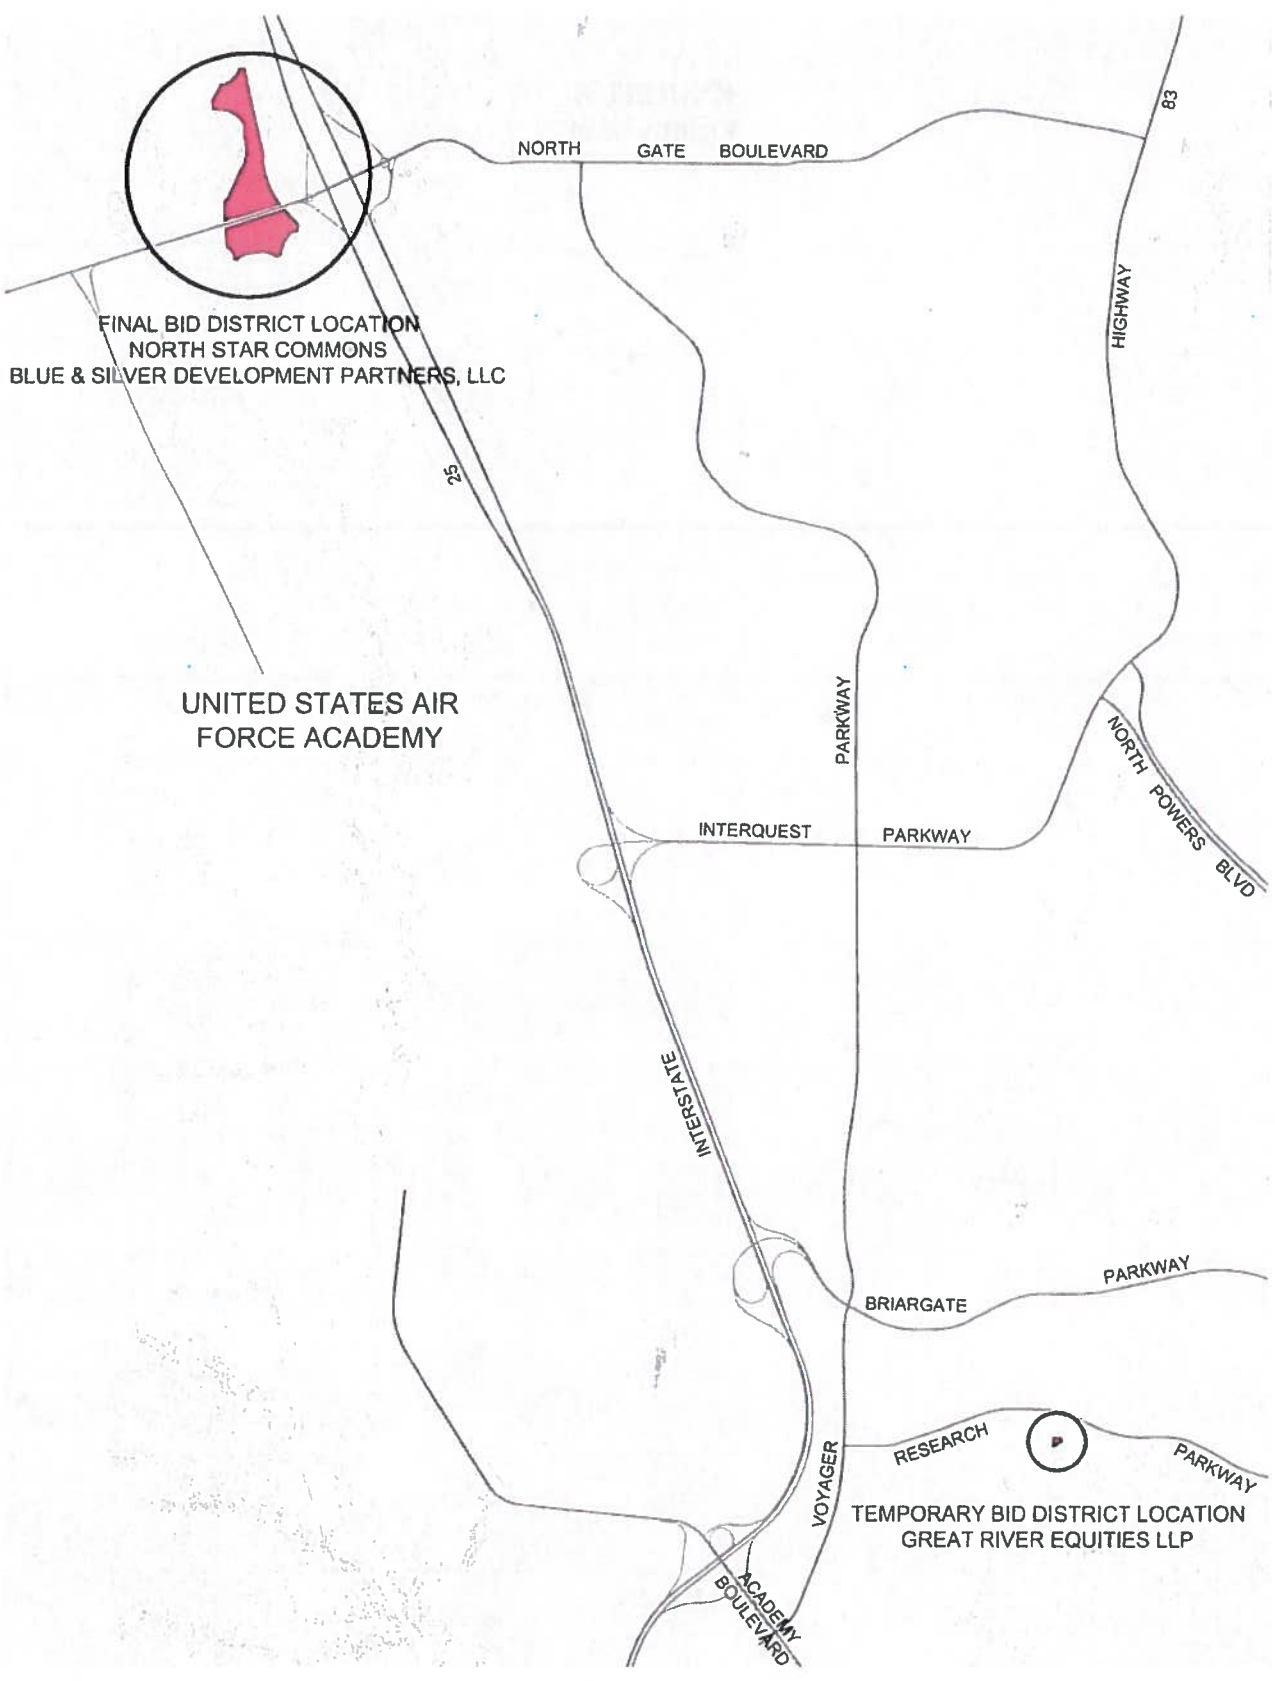 83
NORTH GATE BOULEVARD
HIGHWAY
FINAL BID DISTRICT LOCATION
NORTH STAR COMMONS
BLUE & SILVER DEVELOPMENT PARTNERS, LLC
25
UNITED STATES AIR
FORCE ACADEMY
PARKWAY
NORTH POWERS BLVD
INTERQUEST PARKWAY
INTERSTATE
PARKWAY
BRIARGATE
RESEARCH
PARKWAY
VOYAGER
TEMPORARY BID DISTRICT LOCATION
GREAT RIVER EQUITIES LLP
ACADEMY
BOULEVARD